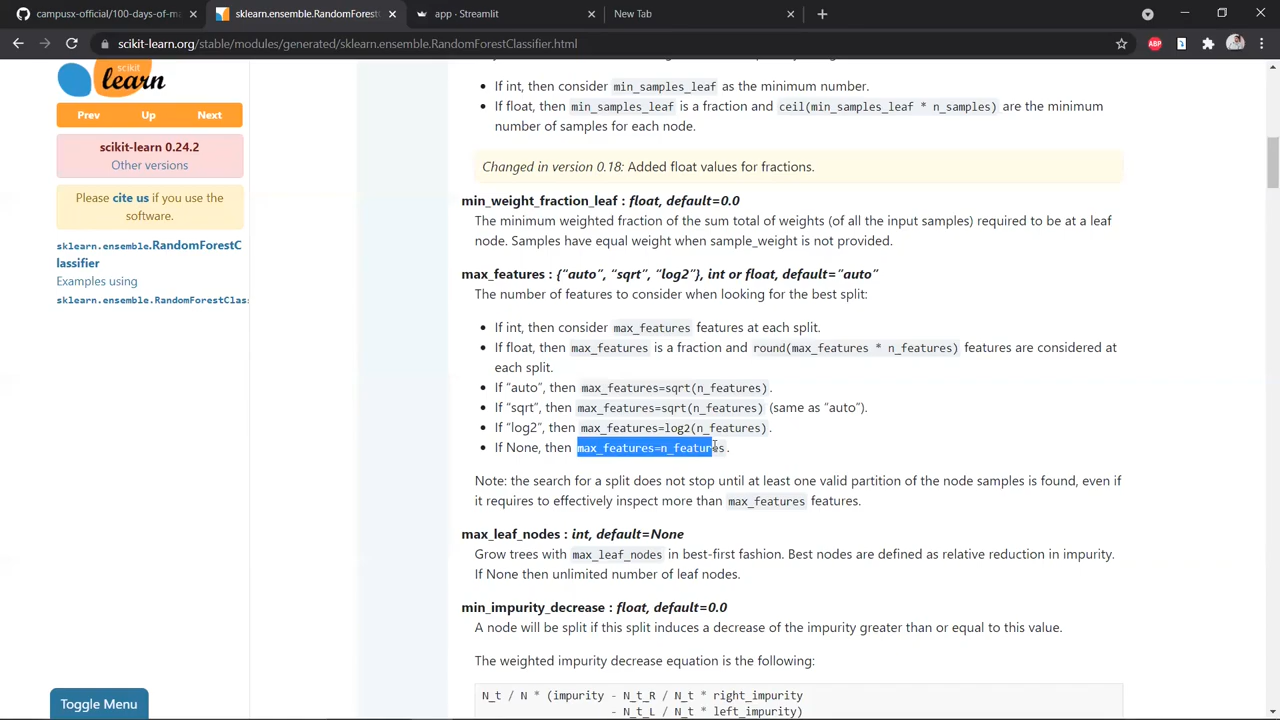 campusx-official/100-days-of-ma
sklearn.ensemble.RandomForest
app · Streamlit
New Tab
scikit-learn.org/stable/modules/generated/sklearn.ensemble.RandomForestClassifier.html
ABP
scikit
learn
Prev Up Next
scikit-learn 0.24.2
Other versions
Please cite us if you use the
software.
sklearn.ensemble.RandomForestC
lassifier
Examples using
sklearn.ensemble.RandomForestClas
Toggle Menu
If int, then consider min_samples_leaf as the minimum number.
If float, then min_samples_leaf is a fraction and ceil(min_samples_leaf * n_samples) are the minimum
number of samples for each node.
Changed in version 0.18: Added float values for fractions.
min_weight_fraction_leaf : float, default=0.0
The minimum weighted fraction of the sum total of weights (of all the input samples) required to be at a leaf
node. Samples have equal weight when sample_weight is not provided.
max_features : {“auto”, “sqrt”, “log2”}, int or float, default=”auto”
The number of features to consider when looking for the best split:
If int, then consider max_features features at each split.
If float, then max_features is a fraction and round(max_features * n_features) features are considered at
each split.
If “auto”, then max_features=sqrt(n_features).
If “sqrt”, then max_features=sqrt(n_features) (same as “auto”).
If “log2”, then max_features=log2(n_features).
If None, then max_features=n_features.
Note: the search for a split does not stop until at least one valid partition of the node samples is found, even if
it requires to effectively inspect more than max_features features.
max_leaf_nodes : int, default=None
Grow trees with max_leaf_nodes in best-first fashion. Best nodes are defined as relative reduction in impurity.
If None then unlimited number of leaf nodes.
min_impurity_decrease : float, default=0.0
A node will be split if this split induces a decrease of the impurity greater than or equal to this value.
The weighted impurity decrease equation is the following:
N_t / N * (impurity - N_t_R / N_t * right_impurity
- N_t_L / N_t * left_impurity)